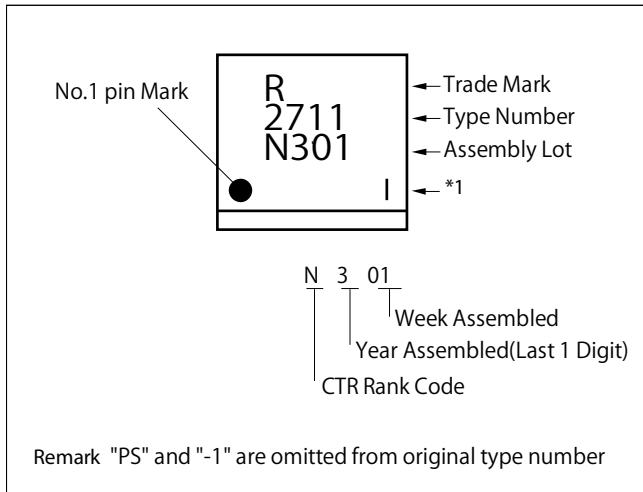 R
2711
N301
I
No.1 pin Mark
Trade Mark
Type Number
Assembly Lot
*1
N 3 01
Week Assembled
Year Assembled(Last 1 Digit)
CTR Rank Code
Remark "PS" and "-1" are omitted from original type number